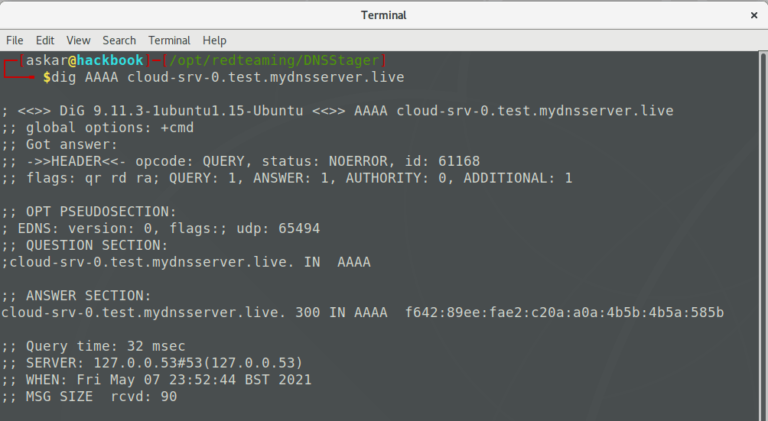 Terminal ×
File Edit View Search Terminal Help
[askar@hackbook]-[/opt/redteaming/DNSStager]
$dig AAAA cloud-srv-0.test.mydnsserver.live
; <<>> DiG 9.11.3-1ubuntu1.15-Ubuntu <<>> AAAA cloud-srv-0.test.mydnsserver.live
;; global options: +cmd
;; Got answer:
;; ->>HEADER<<- opcode: QUERY, status: NOERROR, id: 61168
;; flags: qr rd ra; QUERY: 1, ANSWER: 1, AUTHORITY: 0, ADDITIONAL: 1
;; OPT PSEUDOSECTION:
; EDNS: version: 0, flags:; udp: 65494
;; QUESTION SECTION:
;cloud-srv-0.test.mydnsserver.live. IN  AAAA
;; ANSWER SECTION:
cloud-srv-0.test.mydnsserver.live. 300 IN AAAA  f642:89ee:fae2:c20a:a0a:4b5b:4b5a:585b
;; Query time: 32 msec
;; SERVER: 127.0.0.53#53(127.0.0.53)
;; WHEN: Fri May 07 23:52:44 BST 2021
;; MSG SIZE  rcvd: 90